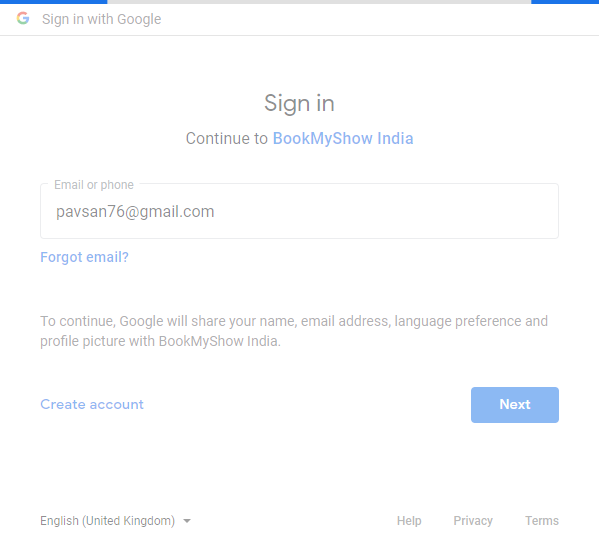 Sign in with Google
Sign in
Continue to BookMyShow India
Email or phone
pavsan76@gmail.com
Forgot email?
To continue, Google will share your name, email address, language preference and
profile picture with BookMyShow India.
Create account
Next
English (United Kingdom)
Help Privacy Terms